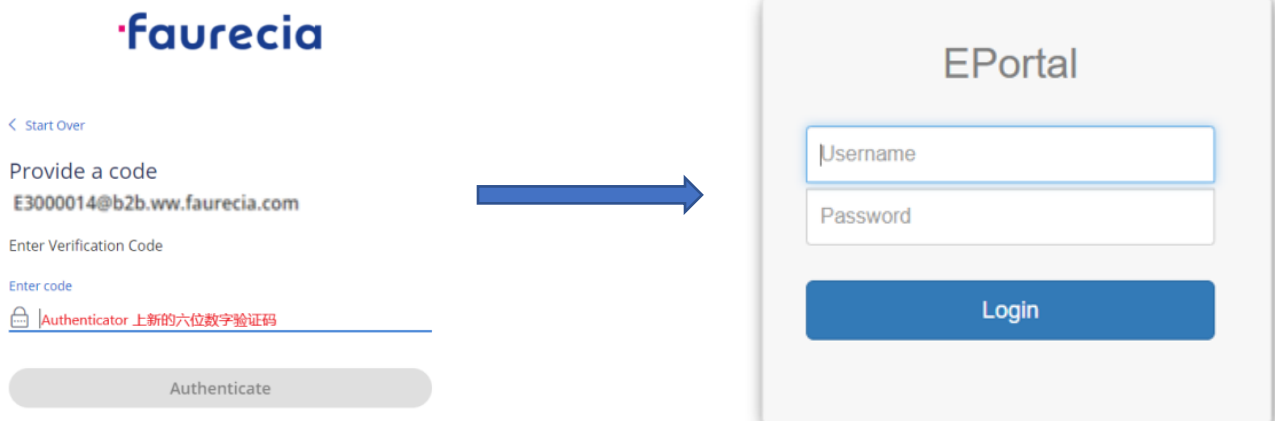 faurecia
Start Over
Provide a code
E3000014@b2b.ww.faurecia.com
Enter Verification Code
Enter code
Authenticator 上新的六位数字验证码
Authenticate
EPortal
Username
Password
Login